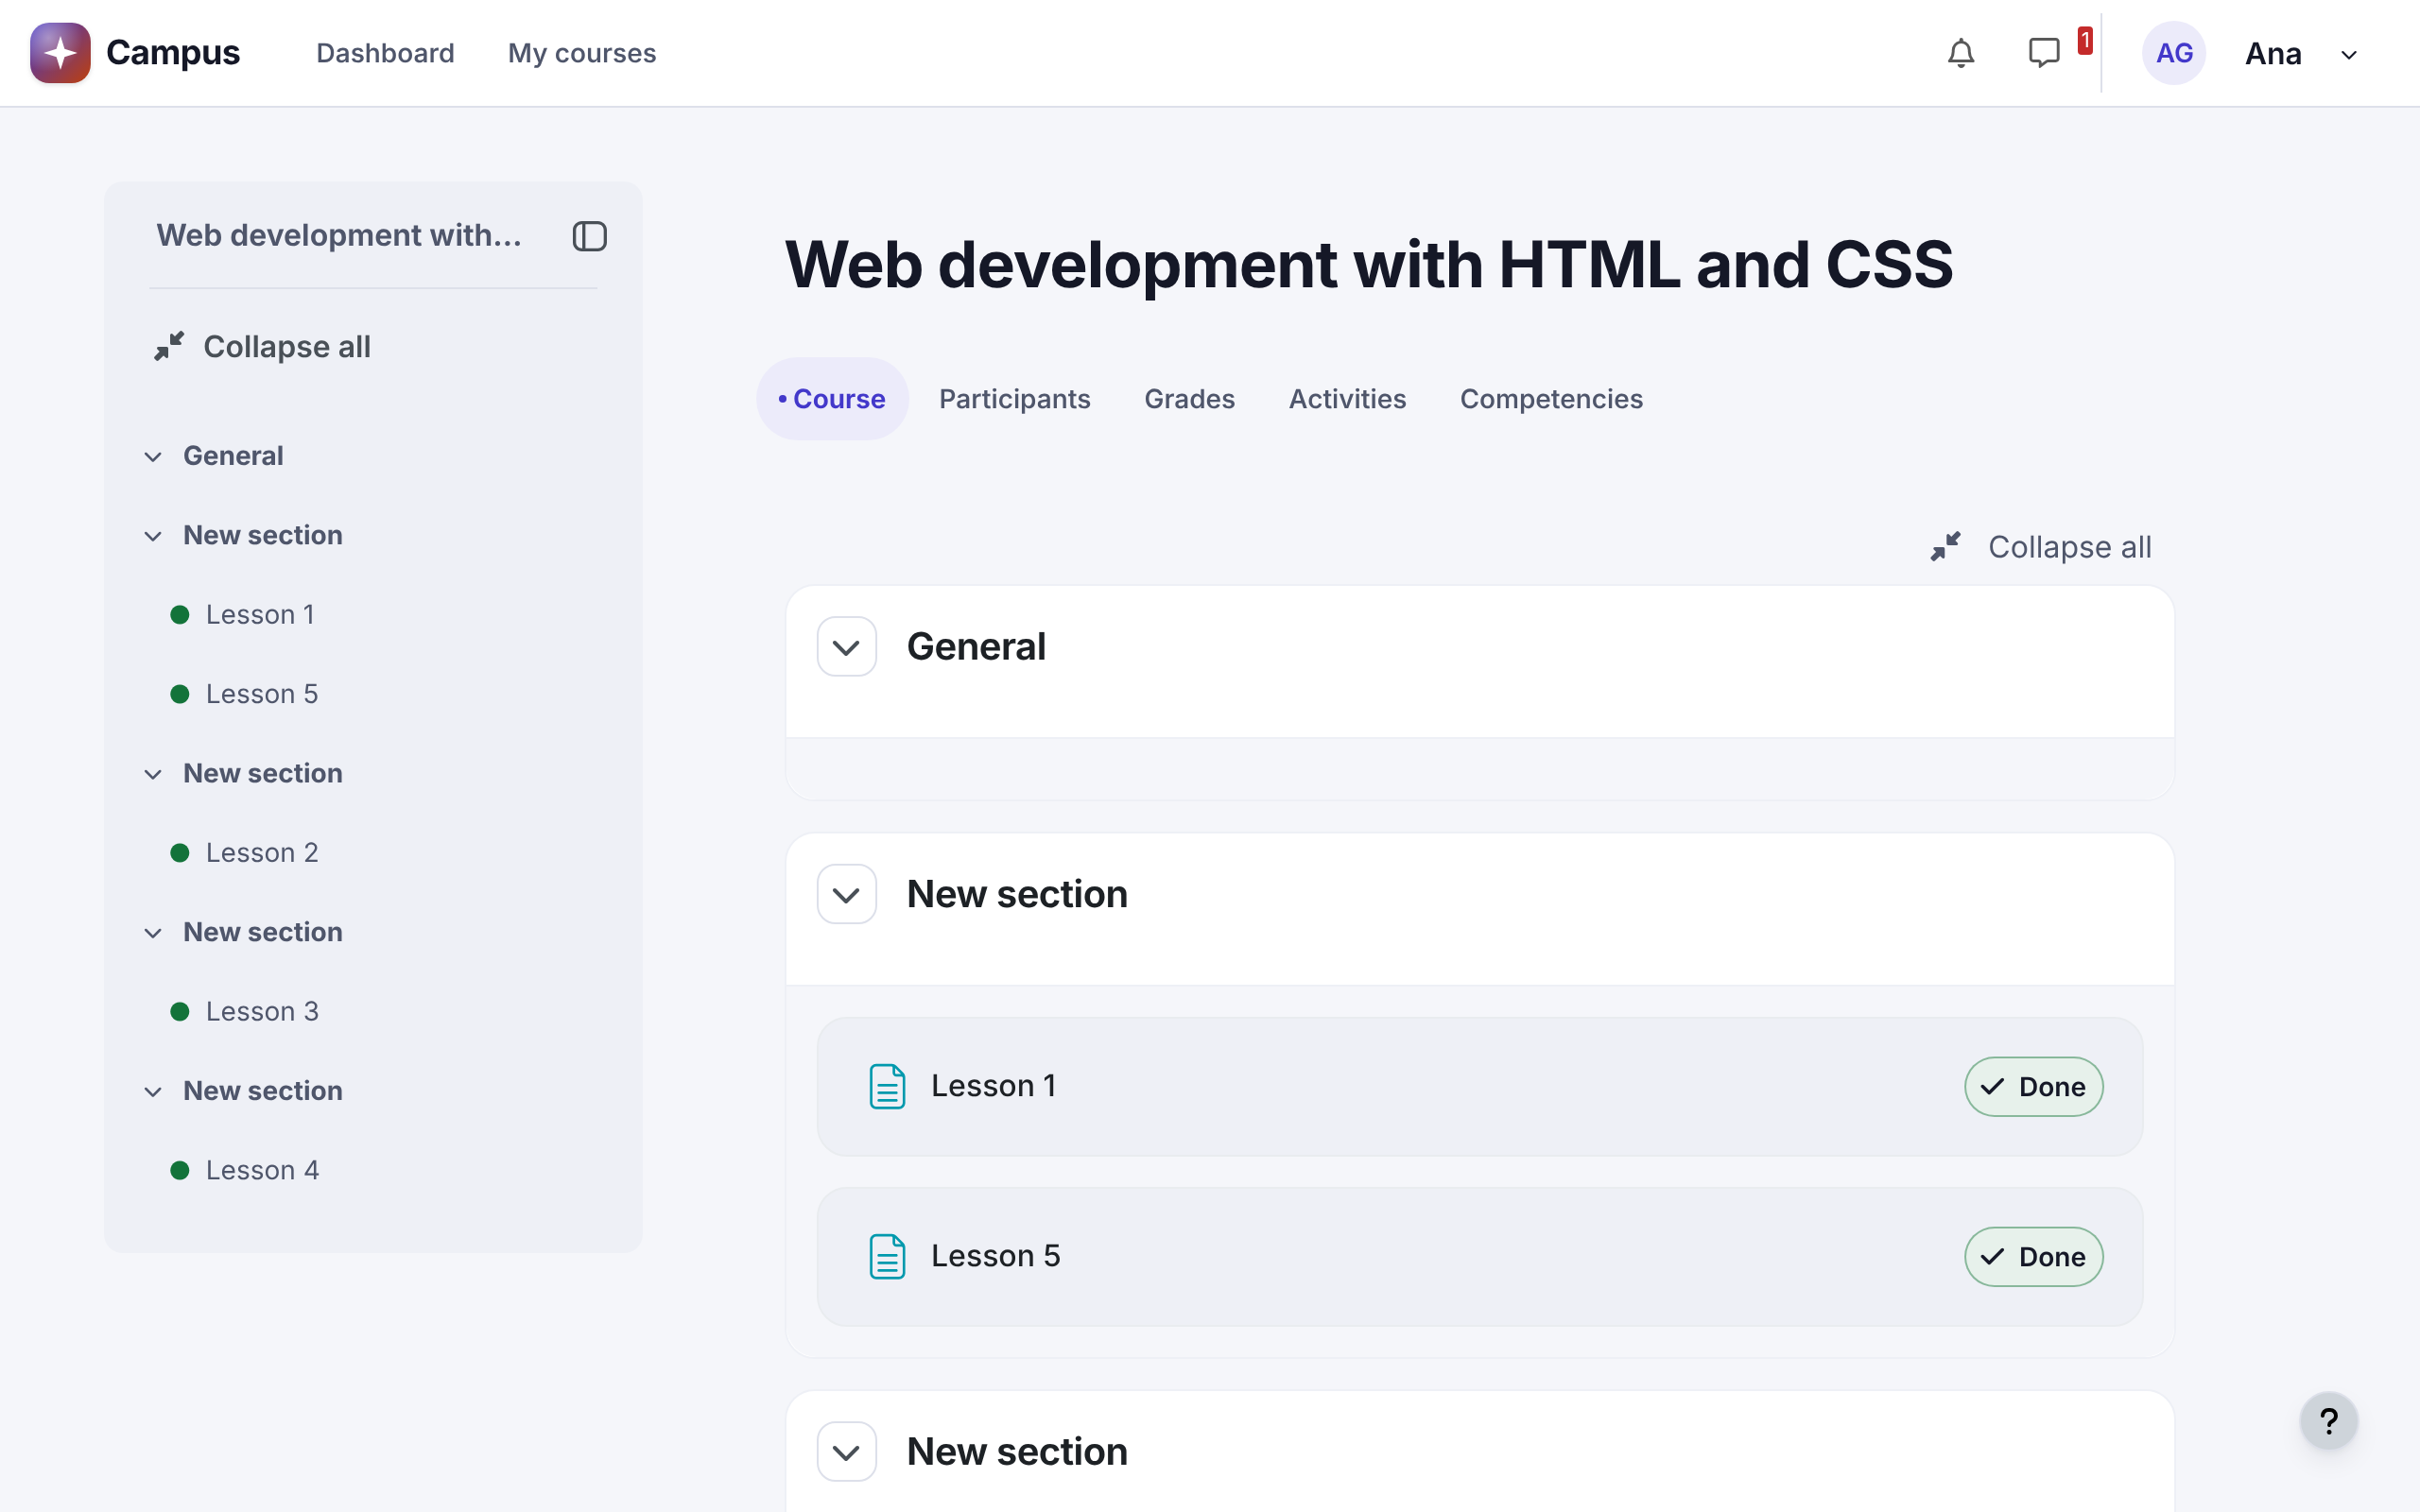 Campus
Dashboard
My courses
1
AG
Ana
Web development with...
Collapse all
General
New section
Lesson 1
Lesson 5
New section
Lesson 2
New section
Lesson 3
New section
Lesson 4
Web development with HTML and CSS
Course
Participants
Grades
Activities
Competencies
Collapse all
General
New section
Lesson 1
Done
Lesson 5
Done
New section
?